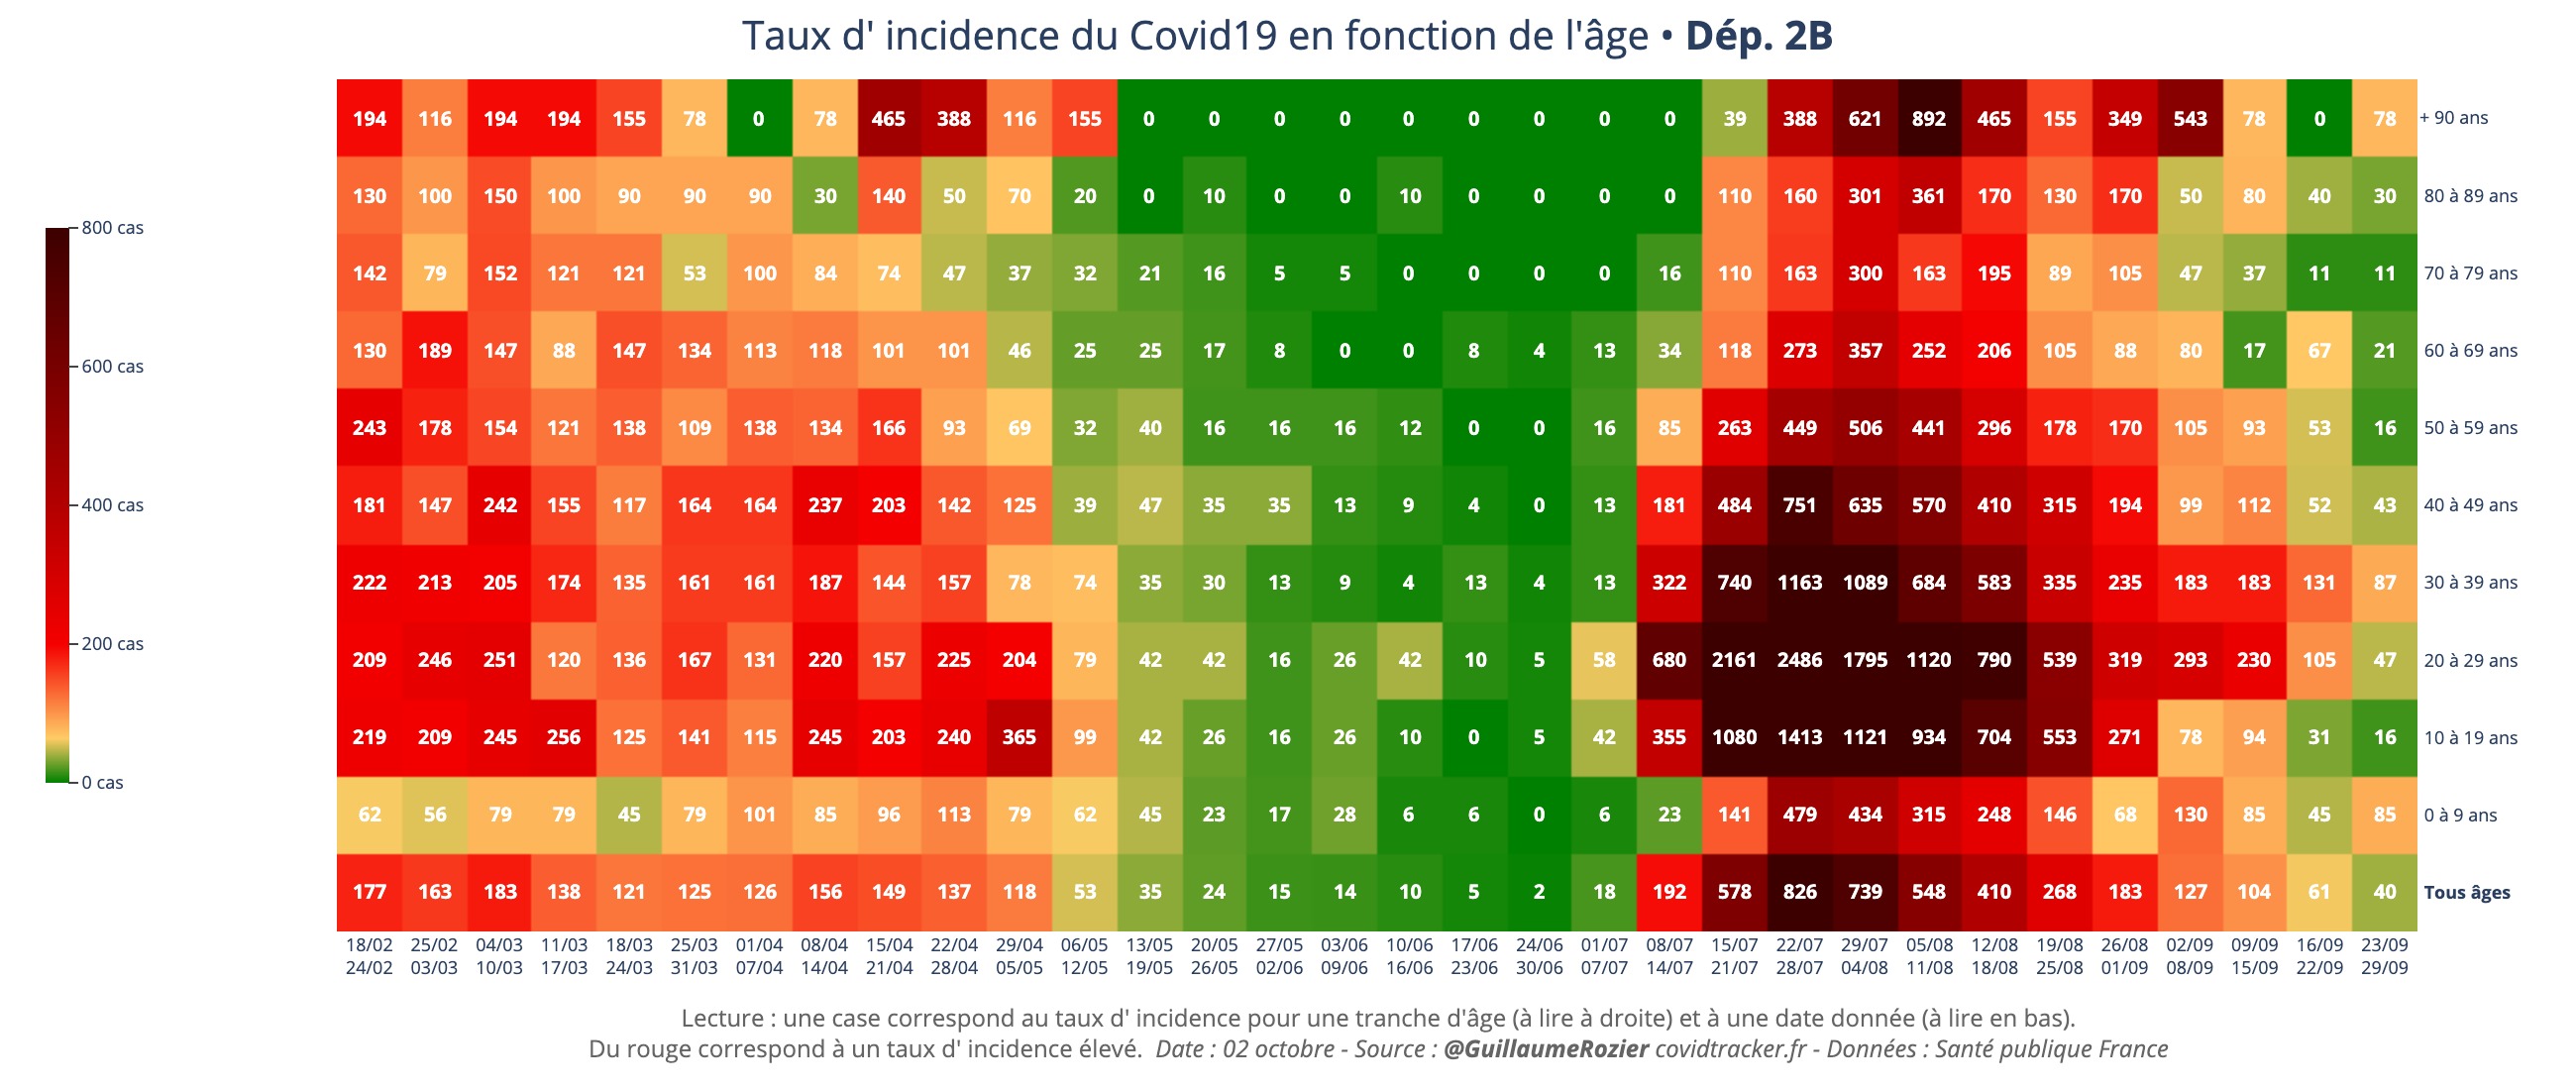 Taux d' incidence du Covid19 en fonction de l'âge • Dép. 2B
194 116 194 194 155 78 0 78 465 388 116 155 0 0 0 0 0 0 0 0 0 39 388 621 892 465 155 349 543 78 0 78 + 90 ans
130 100 150 100 90 90 90 30 140 50 70 20 0 10 0 0 10 0 0 0 0 110 160 301 361 170 130 170 50 80 40 30 80 à 89 ans
142 79 152 121 121 53 100 84 74 47 37 32 21 16 5 5 0 0 0 0 16 110 163 300 163 195 89 105 47 37 11 11 70 à 79 ans
130 189 147 88 147 134 113 118 101 101 46 25 25 17 8 0 0 8 4 13 34 118 273 357 252 206 105 88 80 17 67 21 60 à 69 ans
243 178 154 121 138 109 138 134 166 93 69 32 40 16 16 16 12 0 0 16 85 263 449 506 441 296 178 170 105 93 53 16 50 à 59 ans
181 147 242 155 117 164 164 237 203 142 125 39 47 35 35 13 9 4 0 13 181 484 751 635 570 410 315 194 99 112 52 43 40 à 49 ans
222 213 205 174 135 161 161 187 144 157 78 74 35 30 13 9 4 13 4 13 322 740 1163 1089 684 583 335 235 183 183 131 87 30 à 39 ans
209 246 251 120 136 167 131 220 157 225 204 79 42 42 16 26 42 10 5 58 680 2161 2486 1795 1120 790 539 319 293 230 105 47 20 à 29 ans
219 209 245 256 125 141 115 245 203 240 365 99 42 26 16 26 10 0 5 42 355 1080 1413 1121 934 704 553 271 78 94 31 16 10 à 19 ans
62 56 79 79 45 79 101 85 96 113 79 62 45 23 17 28 6 6 0 6 23 141 479 434 315 248 146 68 130 85 45 85 0 à 9 ans
177 163 183 138 121 125 126 156 149 137 118 53 35 24 15 14 10 5 2 18 192 578 826 739 548 410 268 183 127 104 61 40 Tous âges
18/02 25/02 04/03 11/03 18/03 25/03 01/04 08/04 15/04 22/04 29/04 06/05 13/05 20/05 27/05 03/06 10/06 17/06 24/06 01/07 08/07 15/07 22/07 29/07 05/08 12/08 19/08 26/08 02/09 09/09 16/09 23/09
24/02 03/03 10/03 17/03 24/03 31/03 07/04 14/04 21/04 28/04 05/05 12/05 19/05 26/05 02/06 09/06 16/06 23/06 30/06 07/07 14/07 21/07 28/07 04/08 11/08 18/08 25/08 01/09 08/09 15/09 22/09 29/09
800 cas
600 cas
400 cas
200 cas
0 cas
Lecture : une case correspond au taux d' incidence pour une tranche d'âge (à lire à droite) et à une date donnée (à lire en bas).
Du rouge correspond à un taux d' incidence élevé. Date : 02 octobre - Source : @GuillaumeRozier covidtracker.fr - Données : Santé publique France